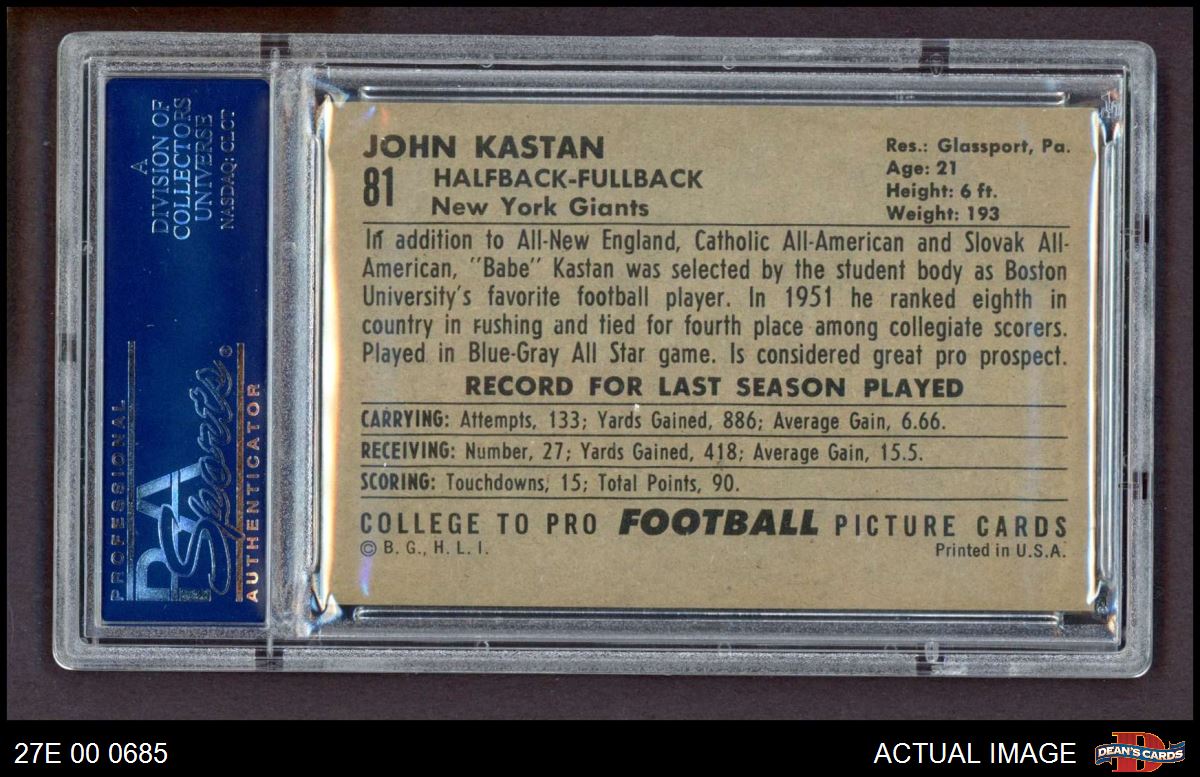 A
DIVISION OF
COLLECTORS
UNIVERSE
NASDAQ: CLCT
PROFESSIONAL
PSA
Sports®
AUTHENTICATOR
JOHN KASTAN
81 HALFBACK-FULLBACK
New York Giants
Res.: Glassport, Pa.
Age: 21
Height: 6 ft.
Weight: 193
In addition to All-New England, Catholic All-American and Slovak All-
American, "Babe" Kastan was selected by the student body as Boston
University's favorite football player. In 1951 he ranked eighth in
country in rushing and tied for fourth place among collegiate scorers.
Played in Blue-Gray All Star game. Is considered great pro prospect.
RECORD FOR LAST SEASON PLAYED
CARRYING: Attempts, 133; Yards Gained, 886; Average Gain, 6.66.
RECEIVING: Number, 27; Yards Gained, 418; Average Gain, 15.5.
SCORING: Touchdowns, 15; Total Points, 90.
COLLEGE TO PRO FOOTBALL PICTURE CARDS
© B. G., H. L. I. Printed in U.S.A.
27E 00 0685 ACTUAL IMAGE
DEAN'S CARDS